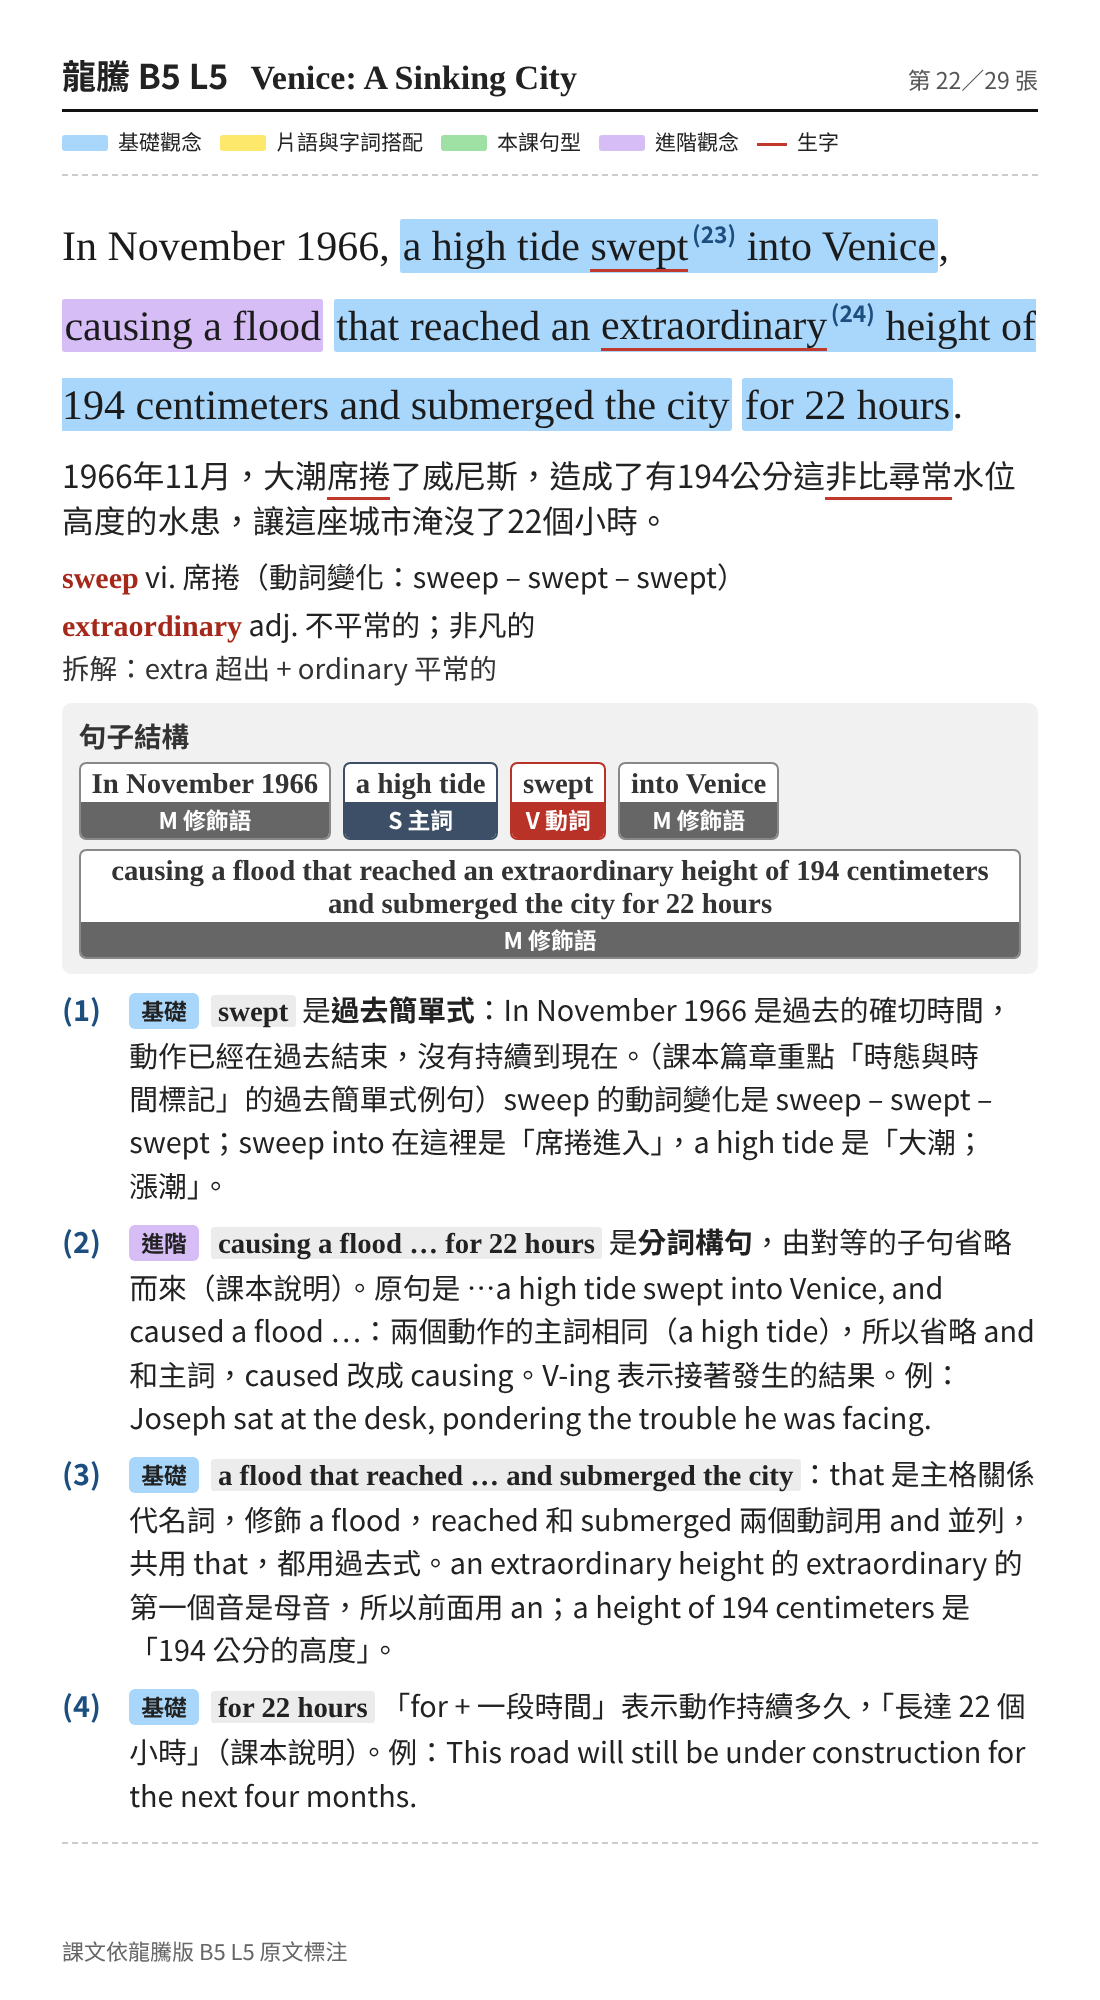 龍騰 B5 L5 Venice: A Sinking City 第 22／29 張
基礎觀念 片語與字詞搭配 本課句型 進階觀念 生字
In November 1966, a high tide swept(23) into Venice,
causing a flood that reached an extraordinary(24) height of
194 centimeters and submerged the city for 22 hours.
1966年11月，大潮席捲了威尼斯，造成了有194公分這非比尋常水位
高度的水患，讓這座城市淹沒了22個小時。
sweep vi. 席捲（動詞變化：sweep – swept – swept）
extraordinary adj. 不平常的；非凡的
拆解：extra 超出 + ordinary 平常的
句子結構
In November 1966 a high tide swept into Venice
M 修飾語 S 主詞 V 動詞 M 修飾語
causing a flood that reached an extraordinary height of 194 centimeters
and submerged the city for 22 hours
M 修飾語
(1) 基礎 swept 是過去簡單式：In November 1966 是過去的確切時間，
動作已經在過去結束，沒有持續到現在。（課本篇章重點「時態與時
間標記」的過去簡單式例句）sweep 的動詞變化是 sweep – swept –
swept；sweep into 在這裡是「席捲進入」，a high tide 是「大潮；
漲潮」。
(2) 進階 causing a flood … for 22 hours 是分詞構句，由對等的子句省略
而來（課本說明）。原句是 …a high tide swept into Venice, and
caused a flood …：兩個動作的主詞相同（a high tide），所以省略 and
和主詞，caused 改成 causing。V-ing 表示接著發生的結果。例：
Joseph sat at the desk, pondering the trouble he was facing.
(3) 基礎 a flood that reached … and submerged the city：that 是主格關係
代名詞，修飾 a flood，reached 和 submerged 兩個動詞用 and 並列，
共用 that，都用過去式。an extraordinary height 的 extraordinary 的
第一個音是母音，所以前面用 an；a height of 194 centimeters 是
「194 公分的高度」。
(4) 基礎 for 22 hours 「for + 一段時間」表示動作持續多久，「長達 22 個
小時」（課本說明）。例：This road will still be under construction for
the next four months.
課文依龍騰版 B5 L5 原文標注